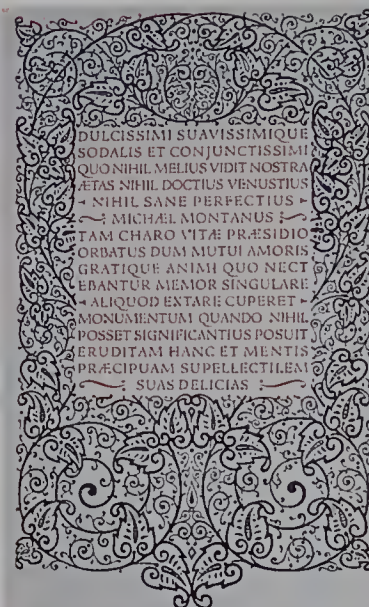 DULCISSIMI SUAVISSIMIQUE
SODALIS ET CONJUNCTISSIMI
QUO NIHIL MELIUS VIDIT NOSTRA
ÆTAS NIHIL DOCTIUS VENUSTIUS
NIHIL SANE PERFECTIUS
MICHÆL MONTANUS
TAM CHARO VITÆ PRÆSIDIO
ORBATUS DUM MUTUI AMORIS
GRATIQUE ANIMI QUO NECT
EBANTUR MEMOR SINGULARE
ALIQUOD EXTARE CUPERET
MONUMENTUM QUANDO NIHIL
POSSET SIGNIFICANTIUS POSUIT
ERUDITAM HANC ET MENTIS
PRÆCIPUAM SUPELLECTILEM
SUAS DELICIAS